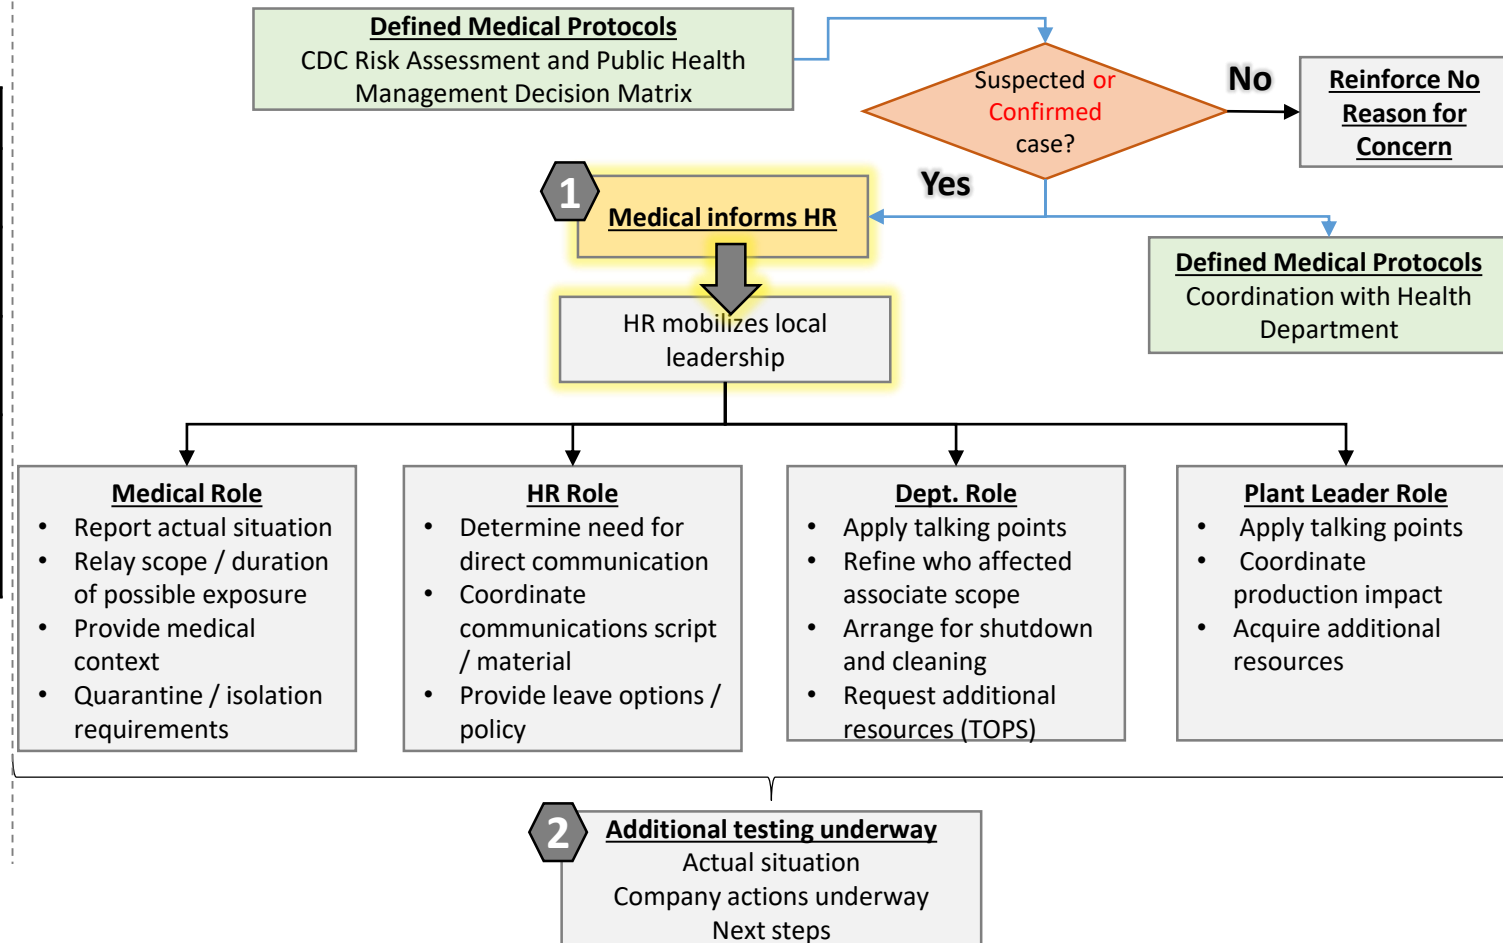 Defined Medical Protocols
CDC Risk Assessment and Public Health
Management Decision Matrix
Suspected or
Confirmed
case?
No
Reinforce No
Reason for
Concern
Yes
1
Medical informs HR
Defined Medical Protocols
Coordination with Health
Department
HR mobilizes local
leadership
Medical Role
• Report actual situation
• Relay scope / duration
of possible exposure
• Provide medical
context
• Quarantine / isolation
requirements
HR Role
• Determine need for
direct communication
• Coordinate
communications script
/ material
• Provide leave options /
policy
Dept. Role
• Apply talking points
• Refine who affected
associate scope
• Arrange for shutdown
and cleaning
• Request additional
resources (TOPS)
Plant Leader Role
• Apply talking points
• Coordinate
production impact
• Acquire additional
resources
2
Additional testing underway
Actual situation
Company actions underway
Next steps